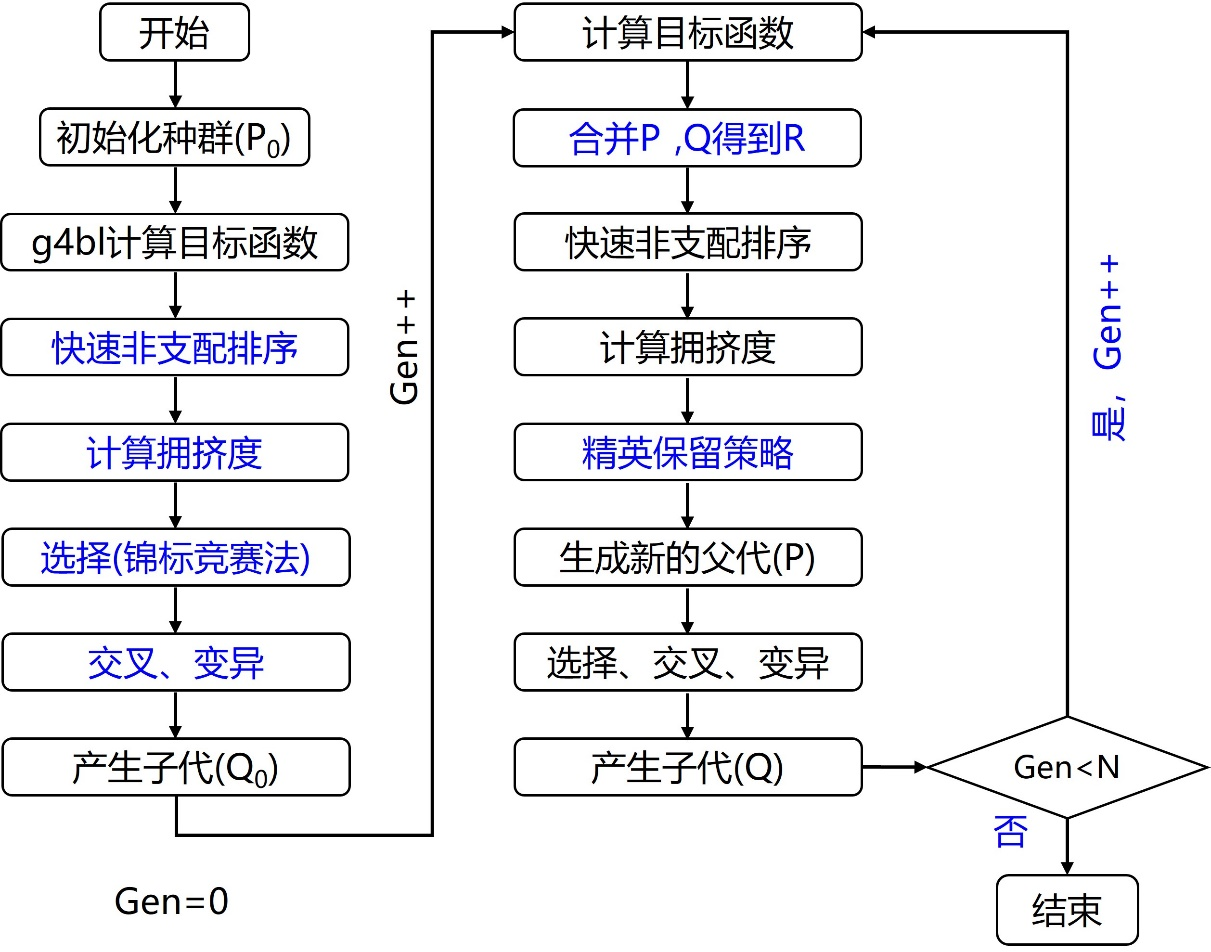 开始
初始化种群(P₀)
g4bl计算目标函数
快速非支配排序
计算拥挤度
选择(锦标竞赛法)
交叉、变异
产生子代(Q₀)
Gen=0
Gen++
计算目标函数
合并P ,Q得到R
快速非支配排序
计算拥挤度
精英保留策略
生成新的父代(P)
选择、交叉、变异
产生子代(Q)
Gen<N
是，Gen++
否
结束